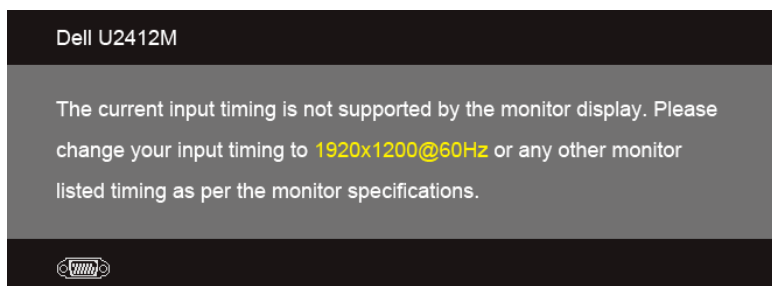 Dell U2412M
The current input timing is not supported by the monitor display. Please
change your input timing to 1920x1200@60Hz or any other monitor
listed timing as per the monitor specifications.